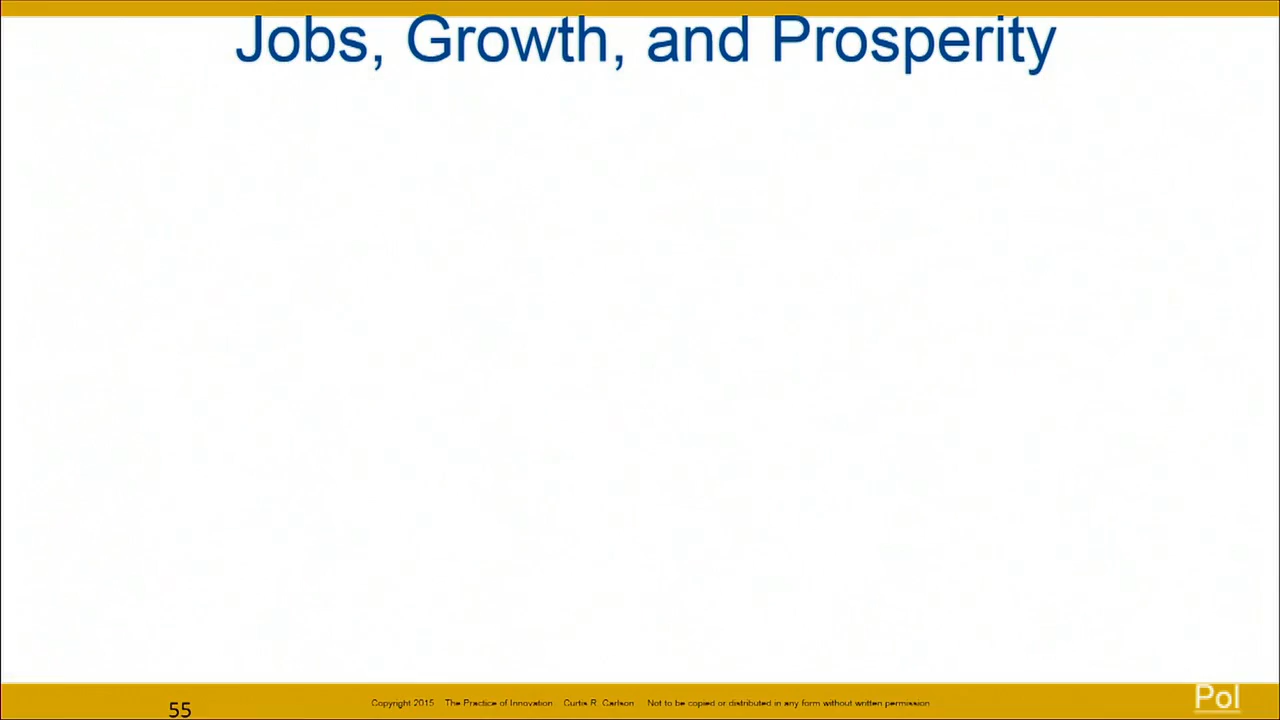 Jobs, Growth, and Prosperity
55
Copyright 2015 The Practice of Innovation Curtis R. Carlson Not to be copied or distributed in any form without written permission
Pol